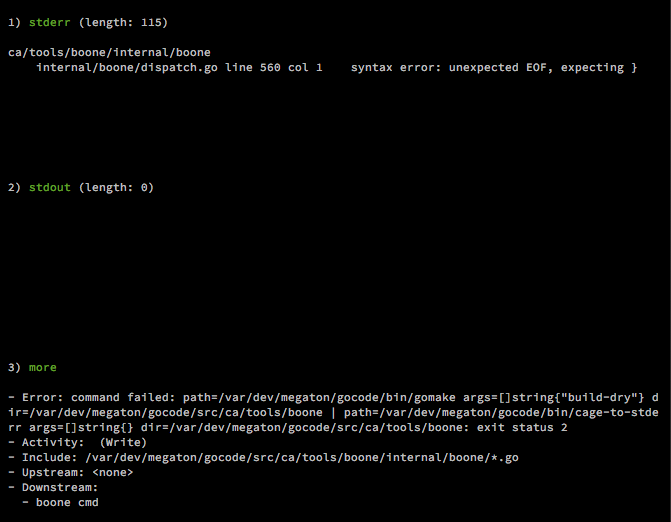 1) stderr (length: 115)
ca/tools/boone/internal/boone
internal/boone/dispatch.go line 560 col 1    syntax error: unexpected EOF, expecting }
2) stdout (length: 0)
3) more
- Error: command failed: path=/var/dev/megaton/gocode/bin/gomake args=[]string{"build-dry"} d
ir=/var/dev/megaton/gocode/src/ca/tools/boone | path=/var/dev/megaton/gocode/bin/cage-to-stde
rr args=[]string{} dir=/var/dev/megaton/gocode/src/ca/tools/boone: exit status 2
- Activity:  (Write)
- Include: /var/dev/megaton/gocode/src/ca/tools/boone/internal/boone/*.go
- Upstream: <none>
- Downstream:
- boone cmd